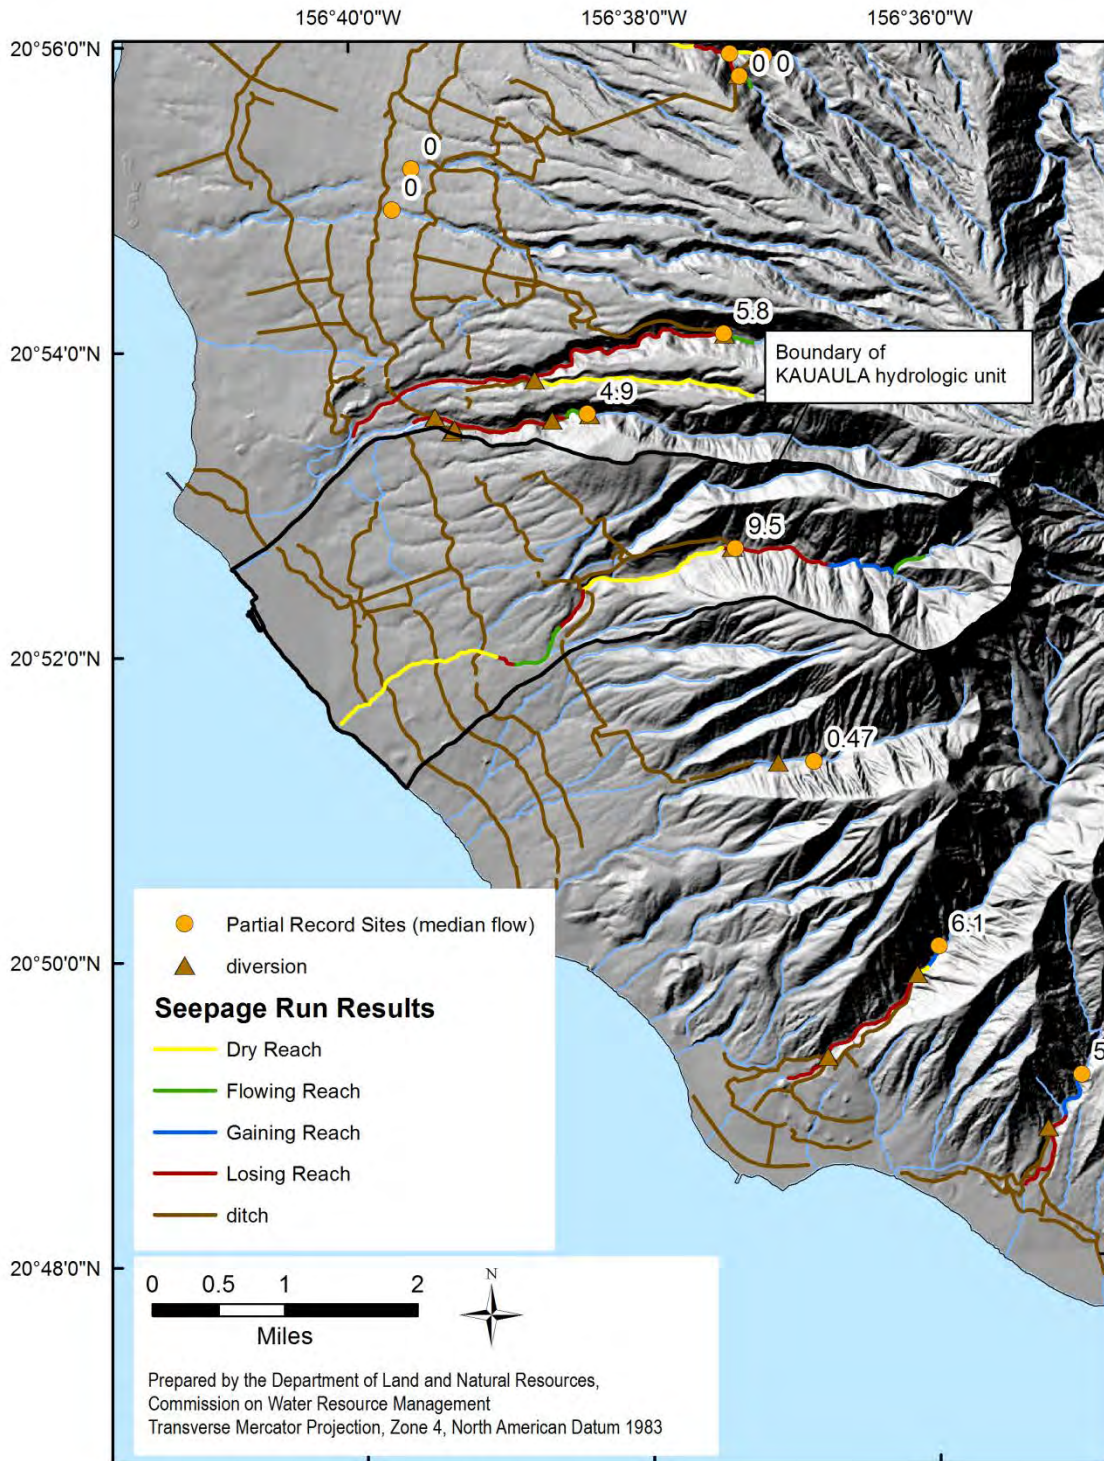 156°40'0"W 156°38'0"W 156°36'0"W
20°56'0"N
0 0
0
0
5.8
20°54'0"N
Boundary of
KAUAULA hydrologic unit
4.9
9.5
20°52'0"N
0.47
6.1
20°50'0"N
5
20°48'0"N
Partial Record Sites (median flow)
diversion
Seepage Run Results
Dry Reach
Flowing Reach
Gaining Reach
Losing Reach
ditch
0 0.5 1 2
Miles
N
Prepared by the Department of Land and Natural Resources,
Commission on Water Resource Management
Transverse Mercator Projection, Zone 4, North American Datum 1983